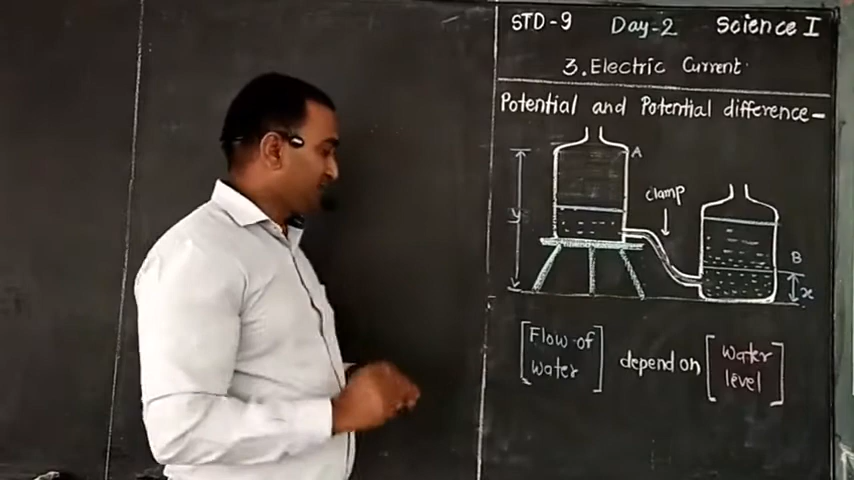 STD-9 Day-2 Science I
3. Electric Current
Potential and Potential difference-
A
clamp
y
B
x
[Flow of water] depend on [water level]